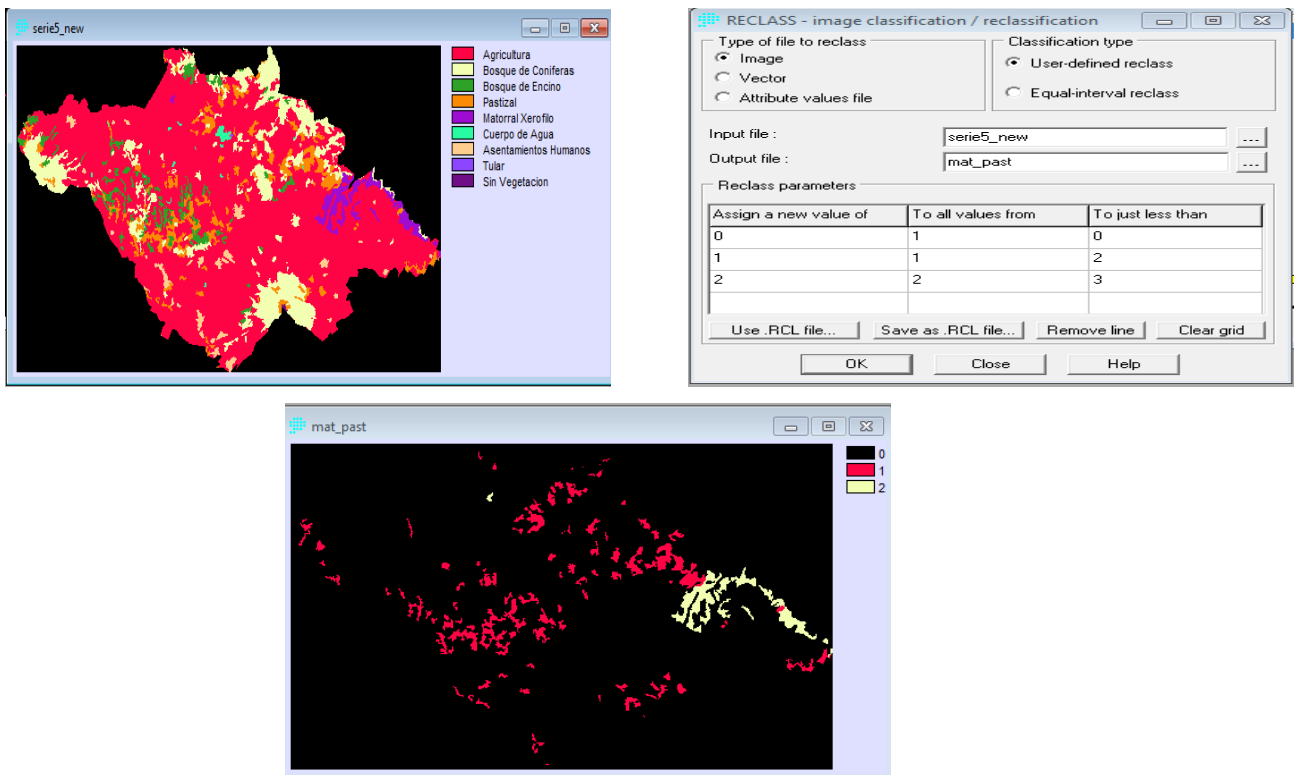 serie5_new
Agricultura
Bosque de Coniferas
Bosque de Encino
Pastizal
Matorral Xerofilo
Cuerpo de Agua
Asentamientos Humanos
Tular
Sin Vegetacion
RECLASS - image classification / reclassification
Type of file to reclass
Image
Vector
Attribute values file
Classification type
User-defined reclass
Equal-interval reclass
Input file :
serie5_new
...
Output file :
mat_past
...
Reclass parameters
Assign a new value of To all values from To just less than
0 1 0
1 1 2
2 2 3
Use .RCL file... Save as .RCL file... Remove line Clear grid
OK Close Help
mat_past
0
1
2